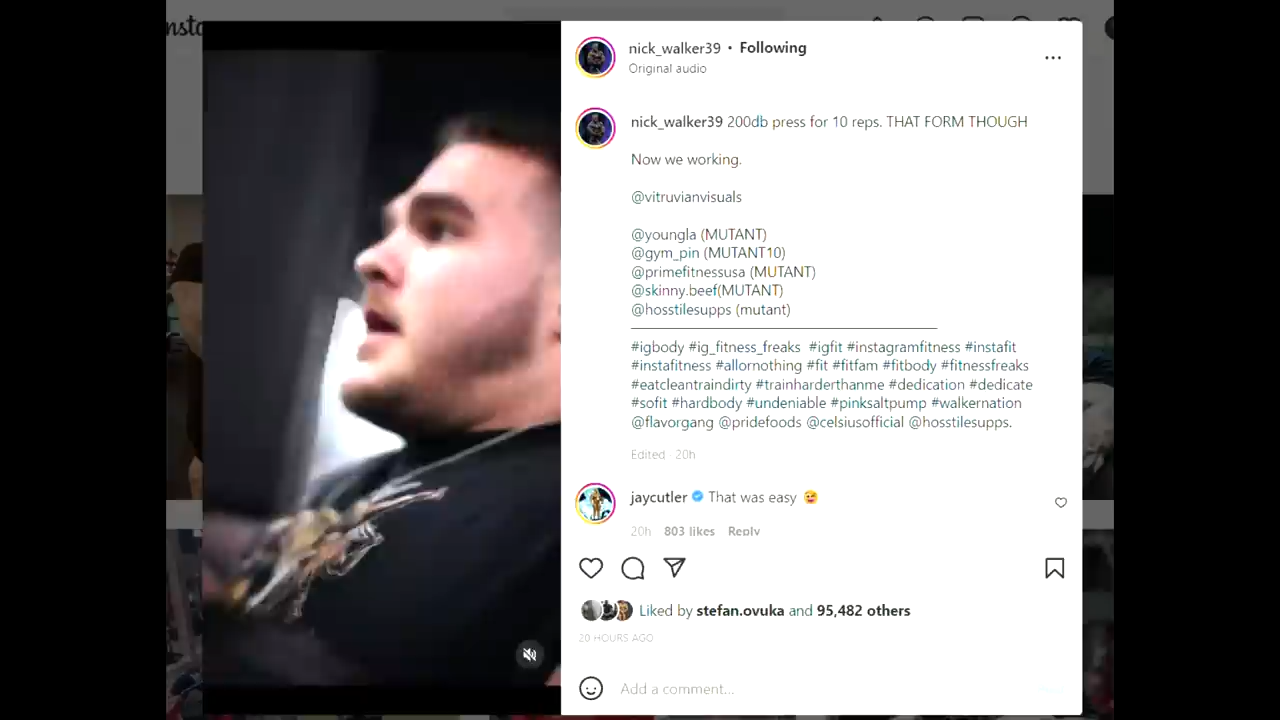 nick_walker39 • Following
Original audio
nick_walker39 200db press for 10 reps. THAT FORM THOUGH
Now we working.
@vitruvianvisuals
@youngla (MUTANT)
@gym_pin (MUTANT10)
@primefitnessusa (MUTANT)
@skinny.beef(MUTANT)
@hosstilesupps (mutant)
#igbody #ig_fitness_freaks #igfit #instagramfitness #instafit
#instafitness #allornothing #fit #fitfam #fitbody #fitnessfreaks
#eatcleantraindirty #trainharderthanme #dedication #dedicate
#sofit #hardbody #undeniable #pinksaltpump #walkernation
@flavorgang @pridefoods @celsiusofficial @hosstilesupps.
Edited · 20h
jaycutler That was easy 😜
20h 803 likes Reply
Liked by stefan.ovuka and 95,482 others
20 HOURS AGO
Add a comment...